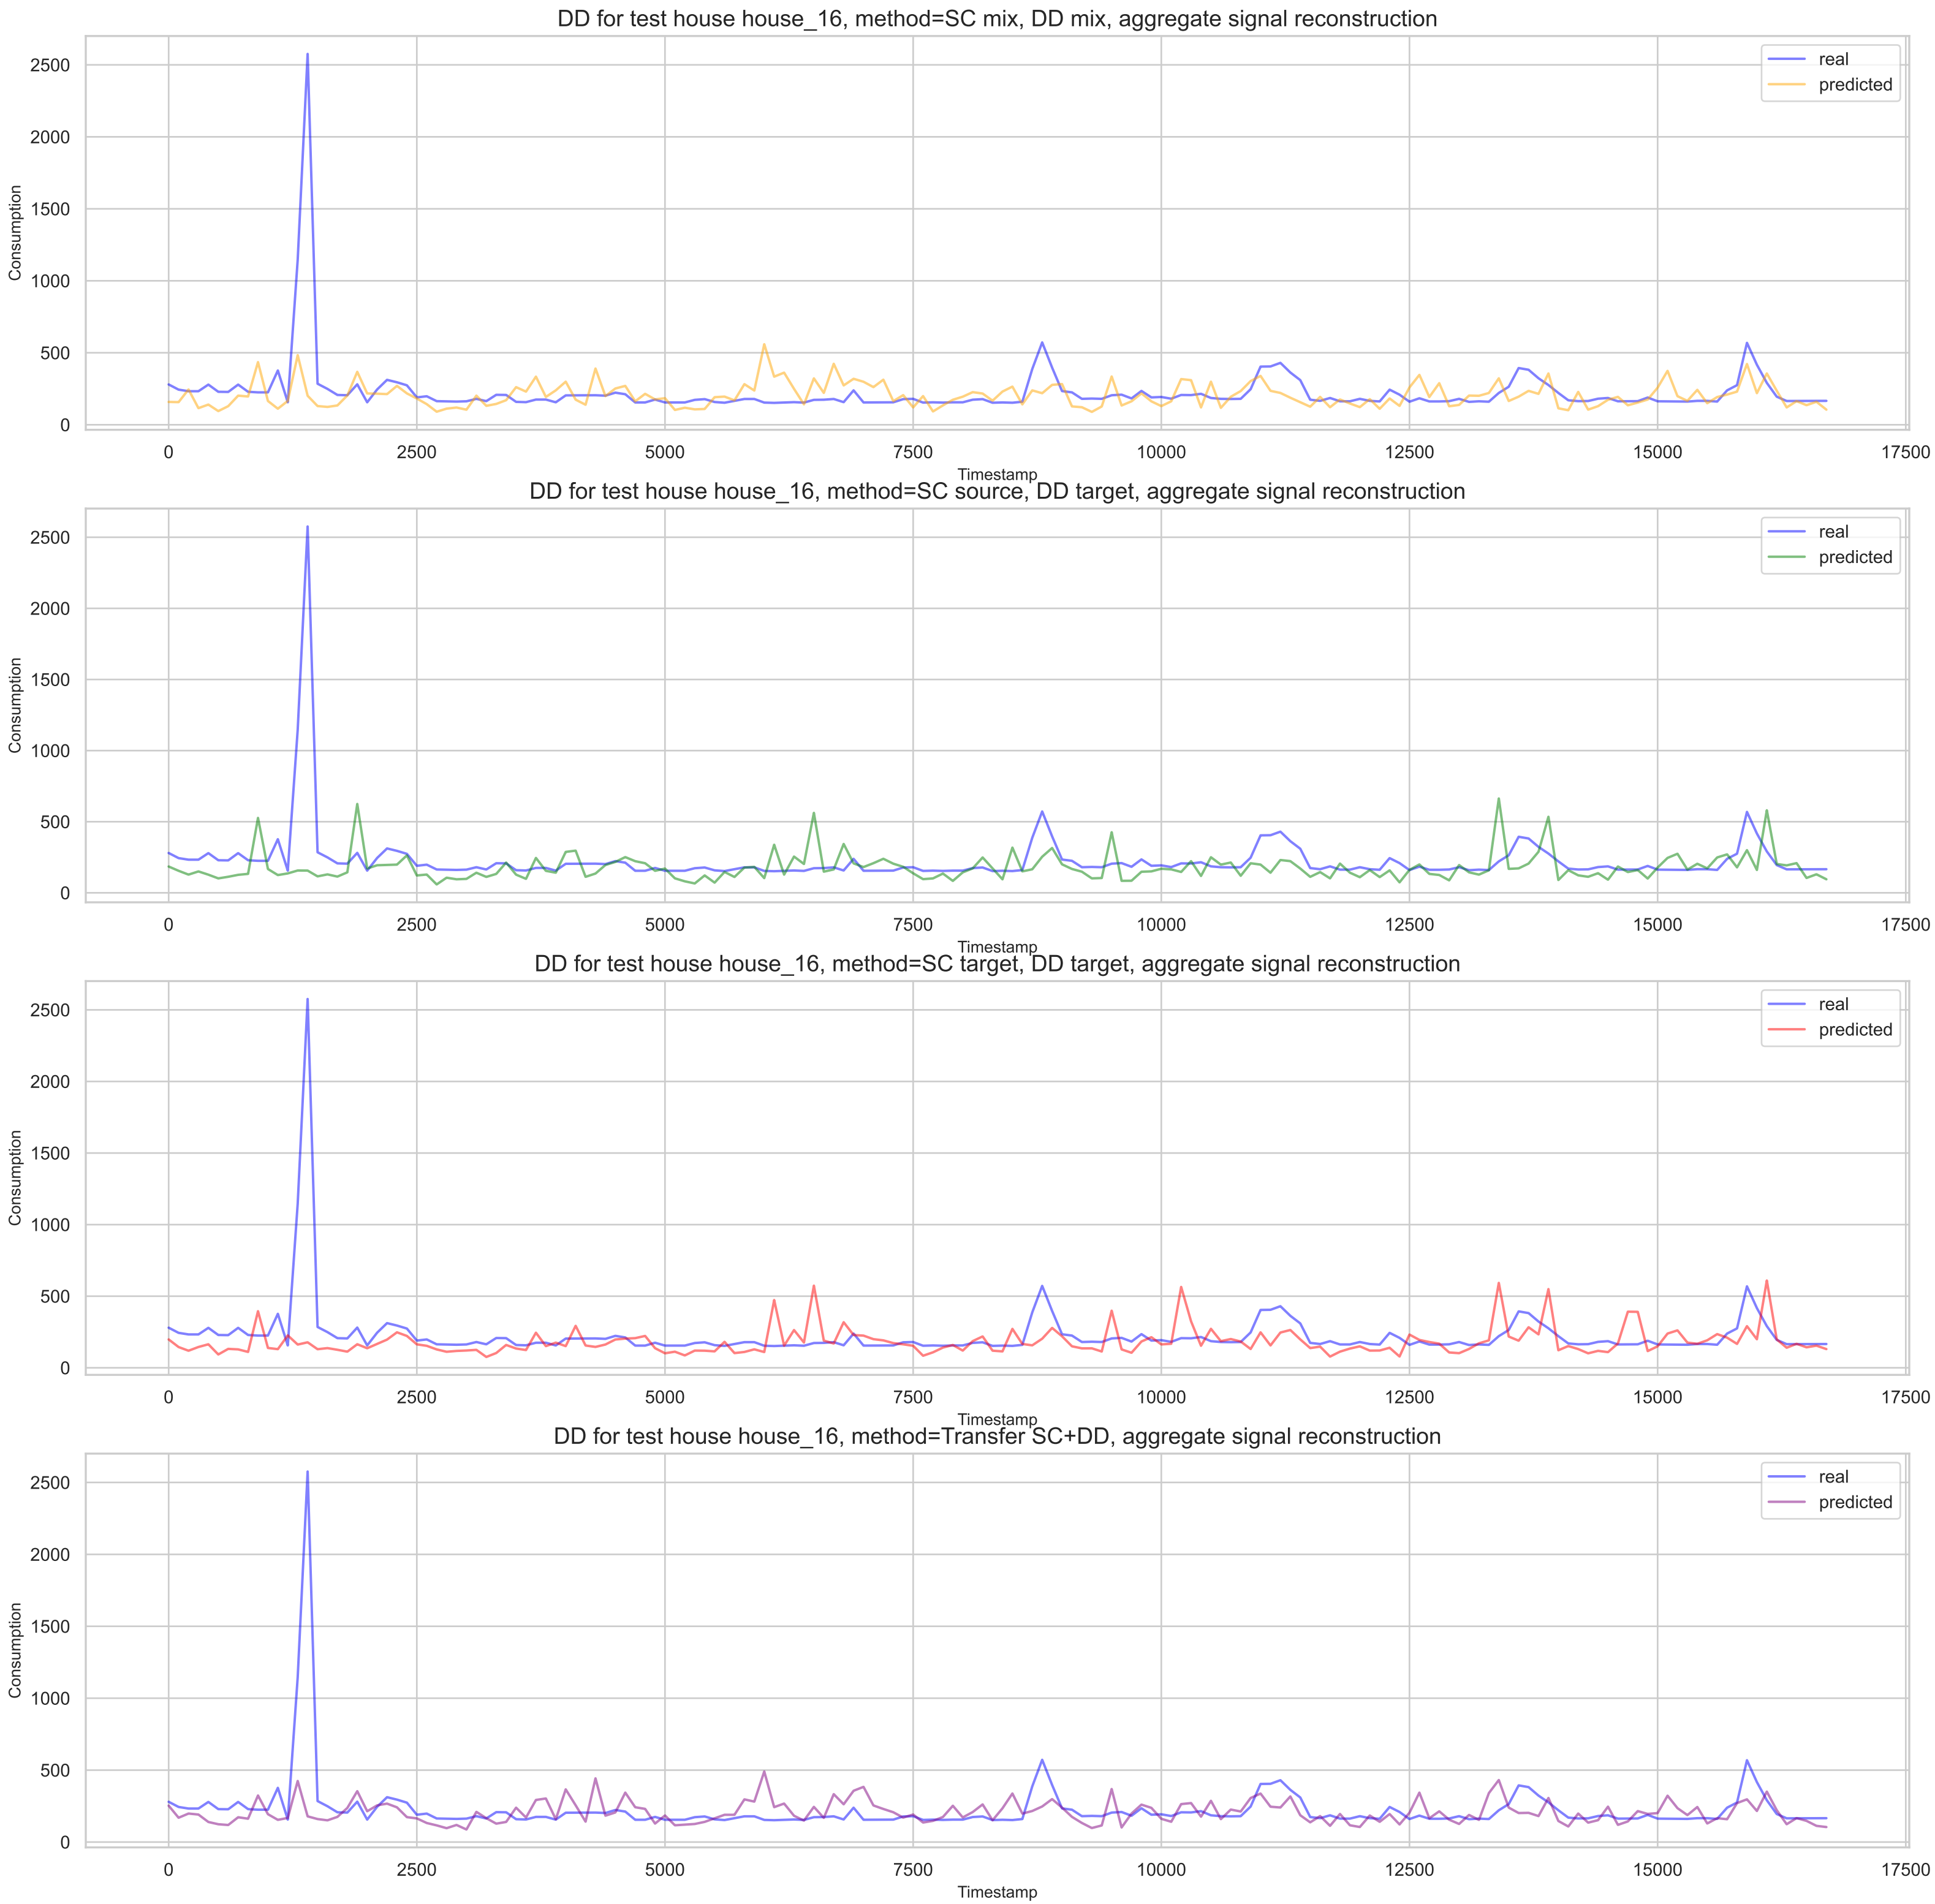 DD for test house house_16, method=SC mix, DD mix, aggregate signal reconstruction
2500
2000
1500
1000
500
0
Consumption
real
predicted
0 2500 5000 7500 10000 12500 15000 17500
Timestamp
DD for test house house_16, method=SC source, DD target, aggregate signal reconstruction
2500
2000
1500
1000
500
0
Consumption
real
predicted
0 2500 5000 7500 10000 12500 15000 17500
Timestamp
DD for test house house_16, method=SC target, DD target, aggregate signal reconstruction
2500
2000
1500
1000
500
0
Consumption
real
predicted
0 2500 5000 7500 10000 12500 15000 17500
Timestamp
DD for test house house_16, method=Transfer SC+DD, aggregate signal reconstruction
2500
2000
1500
1000
500
0
Consumption
real
predicted
0 2500 5000 7500 10000 12500 15000 17500
Timestamp